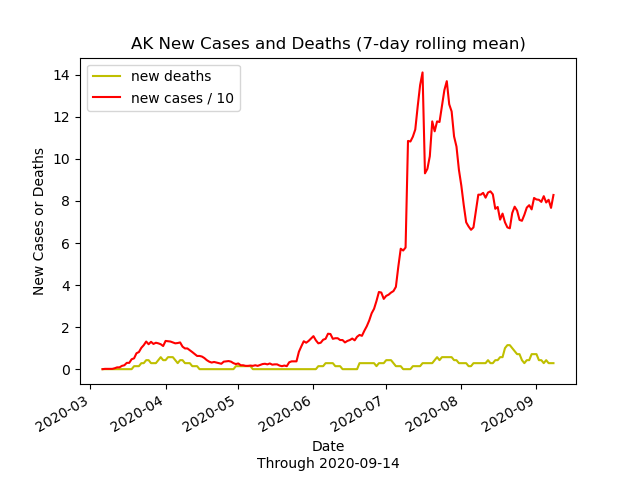 AK New Cases and Deaths (7-day rolling mean)
new deaths
new cases / 10
14
12
10
8
6
4
2
0
New Cases or Deaths
2020-03
2020-04
2020-05
2020-06
2020-07
2020-08
2020-09
Date
Through 2020-09-14